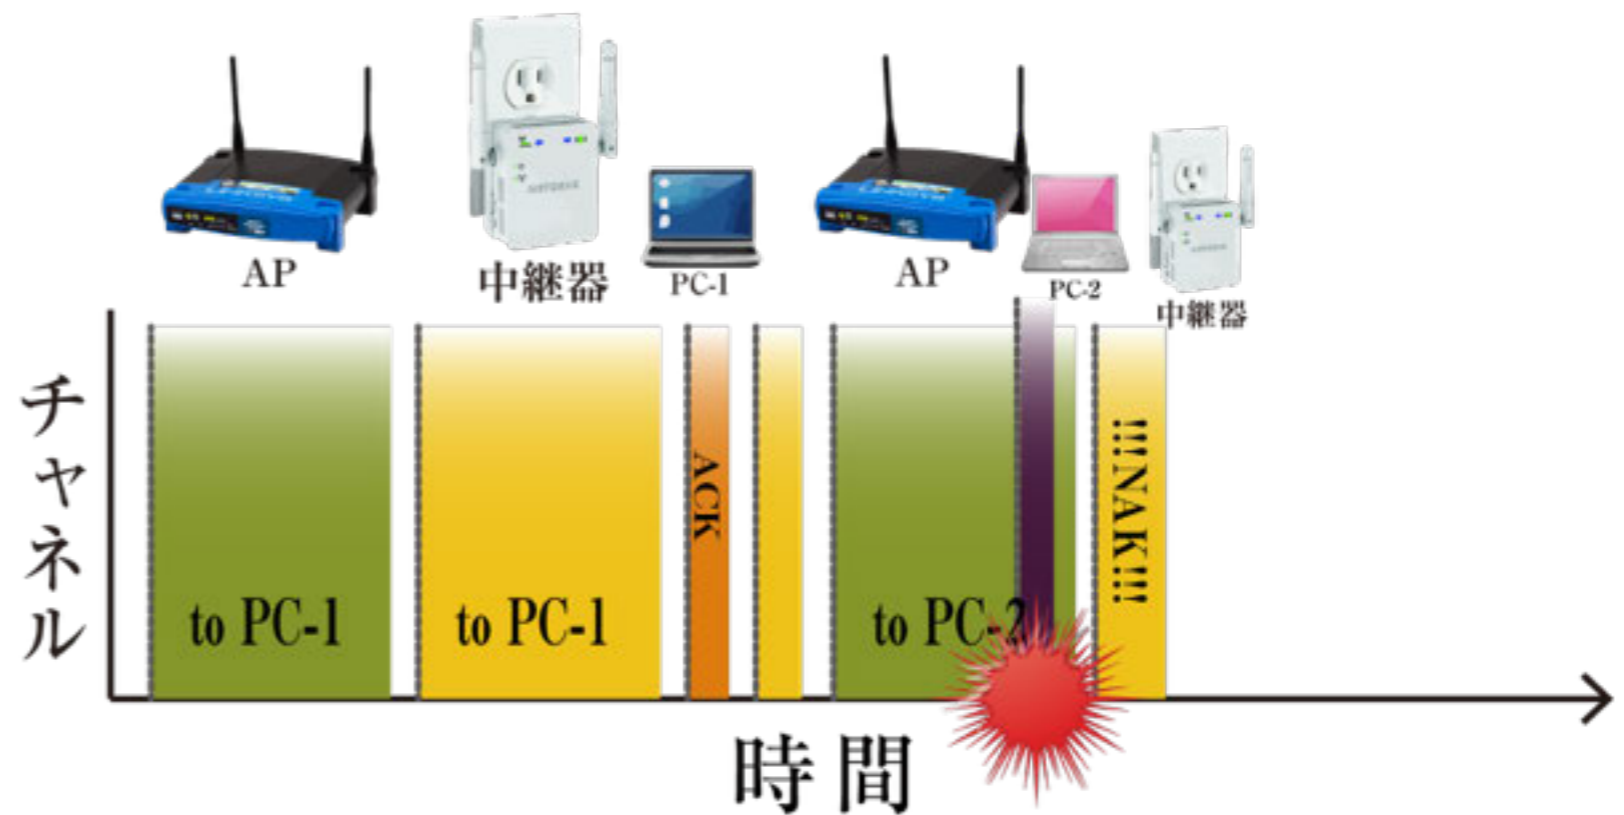 AP
中継器
PC-1
AP
PC-2
中継器
チャネル
to PC-1
to PC-1
ACK
to PC-2
!!!NAK!!!
時間